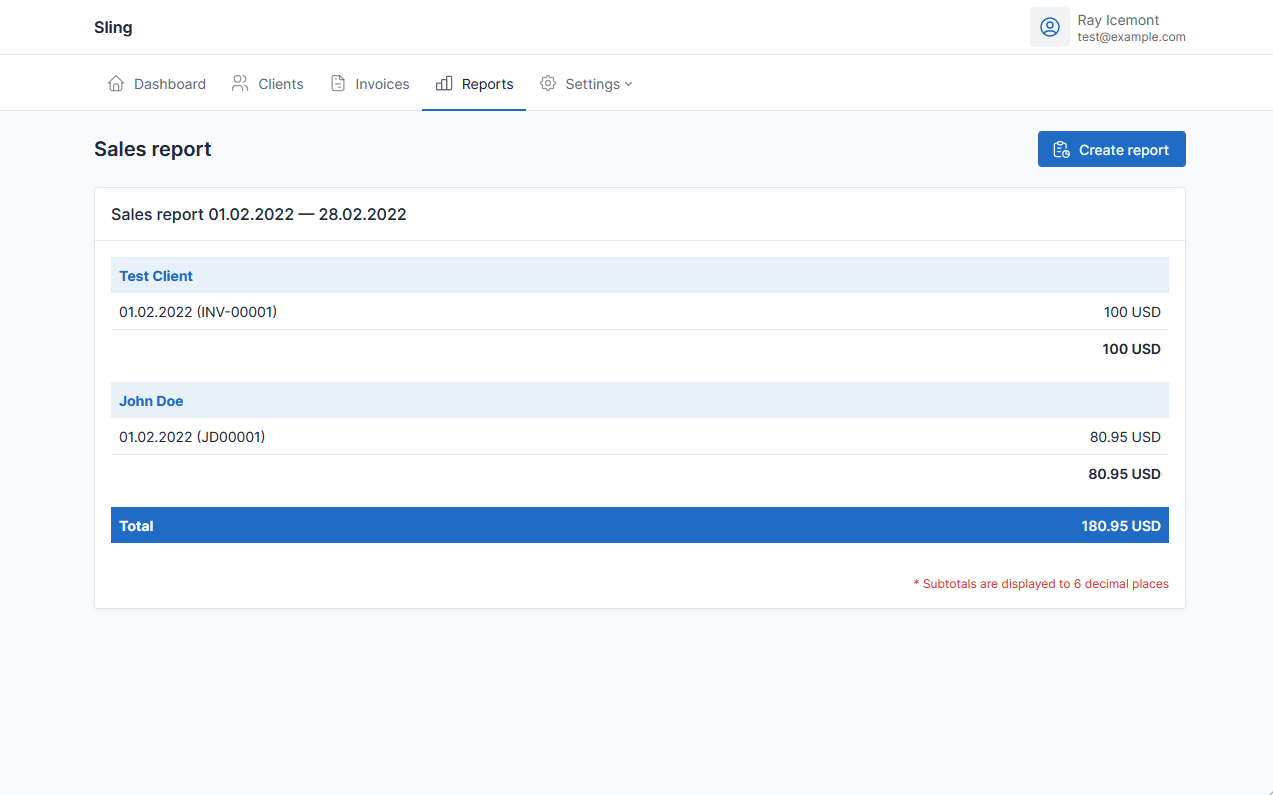 Sling
Ray Icemont
test@example.com
Dashboard Clients Invoices Reports Settings
Sales report
Create report
Sales report 01.02.2022 — 28.02.2022
Test Client
01.02.2022 (INV-00001) 100 USD
100 USD
John Doe
01.02.2022 (JD00001) 80.95 USD
80.95 USD
Total 180.95 USD
* Subtotals are displayed to 6 decimal places